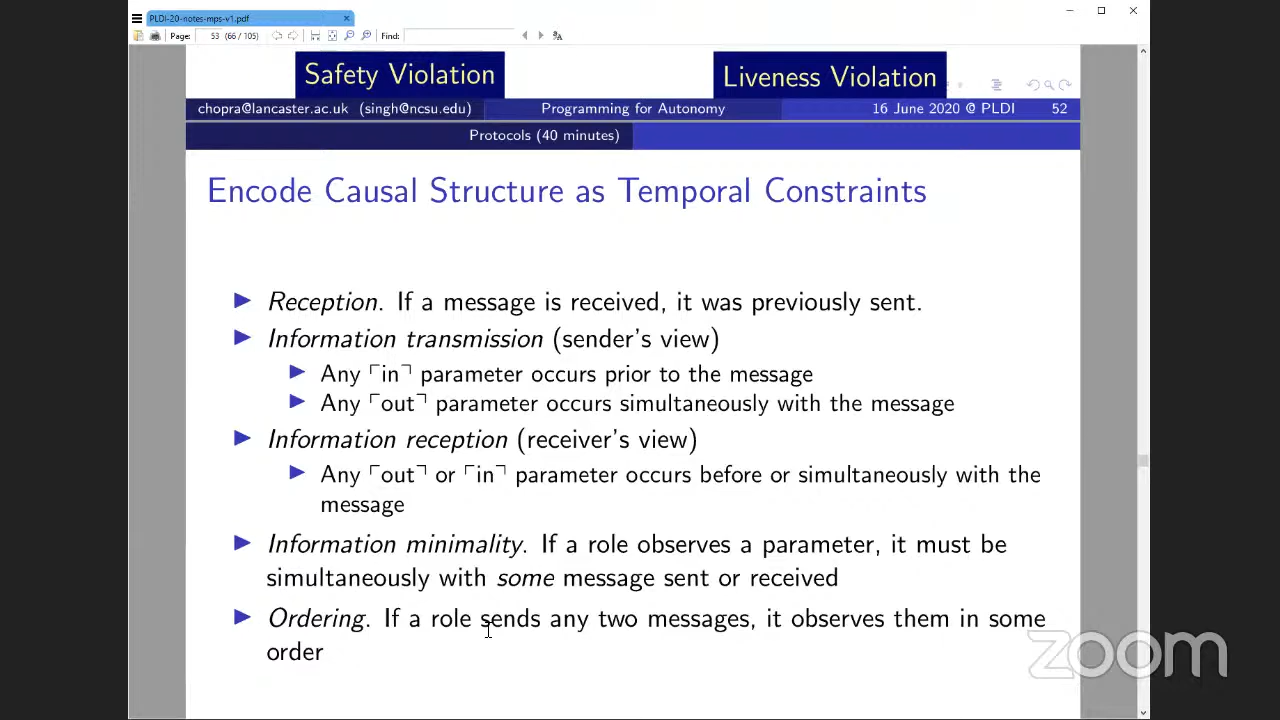 PLDI-20-notes-mps-v1.pdf
Page: 53 (66 / 105) Find:
Safety Violation Liveness Violation
chopra@lancaster.ac.uk (singh@ncsu.edu) Programming for Autonomy 16 June 2020 @ PLDI 52
Protocols (40 minutes)
Encode Causal Structure as Temporal Constraints
Reception. If a message is received, it was previously sent.
Information transmission (sender's view)
Any ⌜in⌝ parameter occurs prior to the message
Any ⌜out⌝ parameter occurs simultaneously with the message
Information reception (receiver's view)
Any ⌜out⌝ or ⌜in⌝ parameter occurs before or simultaneously with the
message
Information minimality. If a role observes a parameter, it must be
simultaneously with some message sent or received
Ordering. If a role sends any two messages, it observes them in some
order
zoom